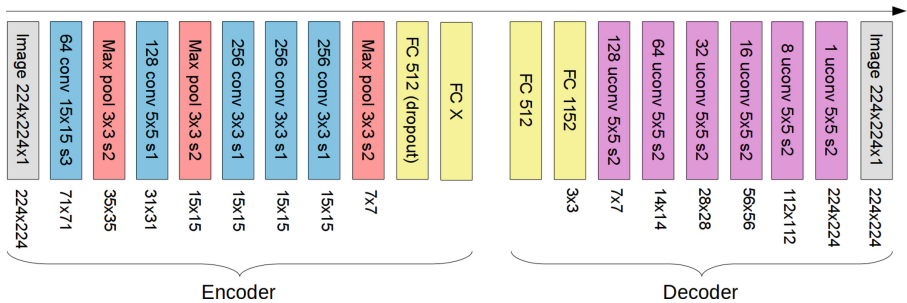 Image 224x224x1
64 conv 15x15 s3
Max pool 3x3 s2
128 conv 5x5 s1
Max pool 3x3 s2
256 conv 3x3 s1
256 conv 3x3 s1
256 conv 3x3 s1
Max pool 3x3 s2
FC 512 (dropout)
FC X
FC 512
FC 1152
128 uconv 5x5 s2
64 uconv 5x5 s2
32 uconv 5x5 s2
16 uconv 5x5 s2
8 uconv 5x5 s2
1 uconv 5x5 s2
Image 224x224x1
224x224
71x71
35x35
31x31
15x15
15x15
15x15
15x15
7x7
3x3
7x7
14x14
28x28
56x56
112x112
224x224
224x224
Encoder
Decoder